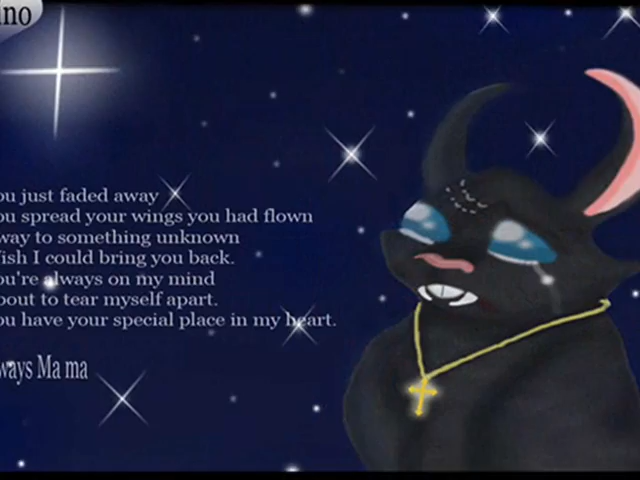 ino
ou just faded away
ou spread your wings you had flown
way to something unknown
ish I could bring you back.
ou're always on my mind
bout to tear myself apart.
ou have your special place in my heart.
ways Ma ma